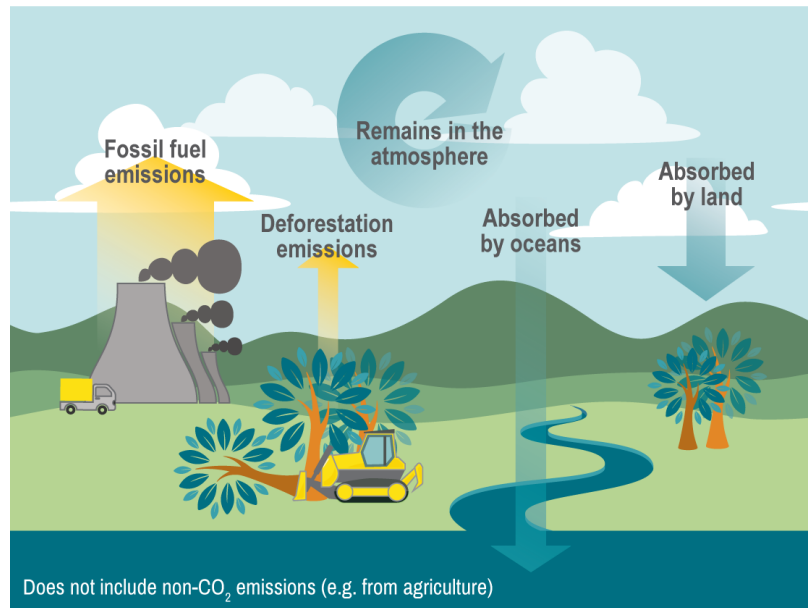 Fossil fuel
emissions
Deforestation
emissions
Remains in the
atmosphere
Absorbed
by oceans
Absorbed
by land
Does not include non-CO₂ emissions (e.g. from agriculture)